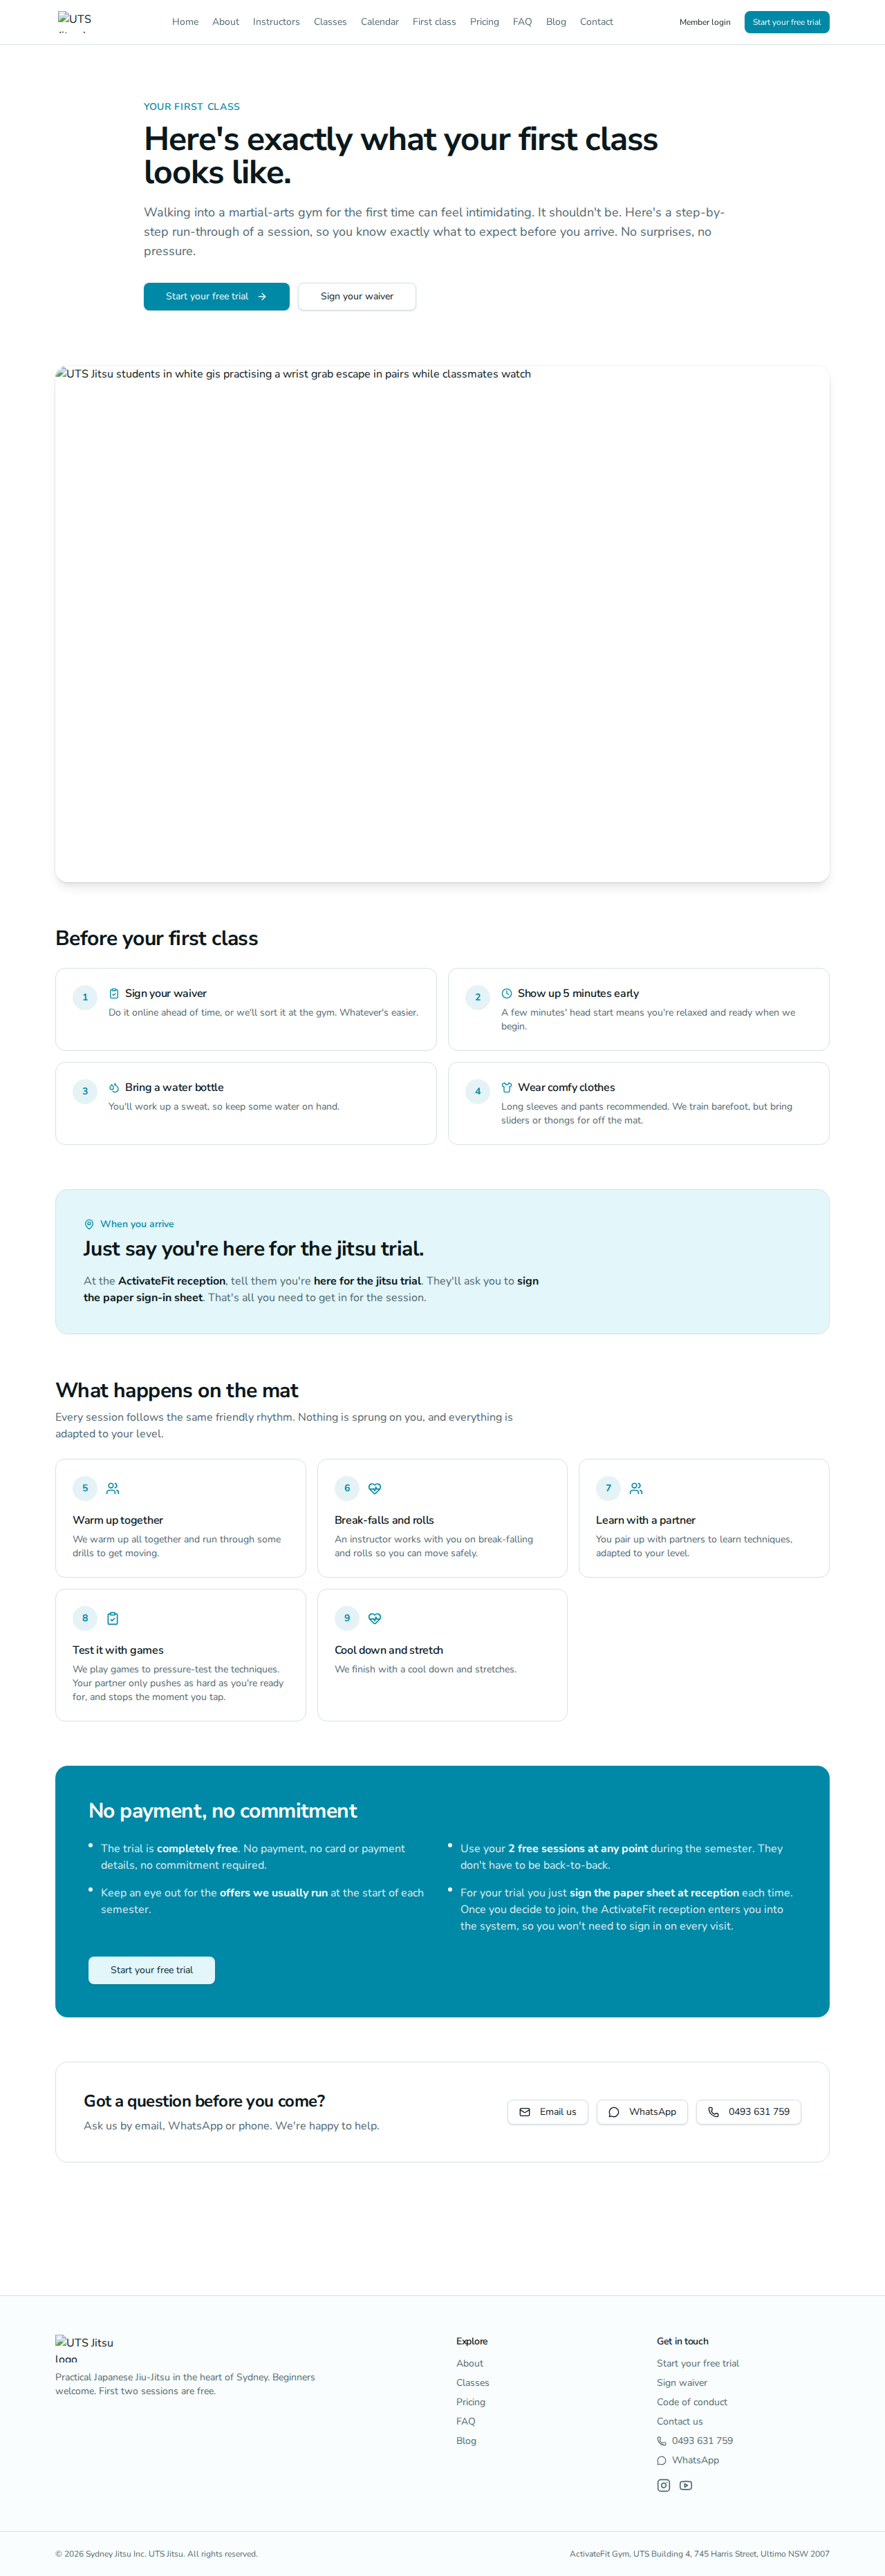 UTS
Home About Instructors Classes Calendar First class Pricing FAQ Blog Contact
Member login
Start your free trial
YOUR FIRST CLASS
Here's exactly what your first class
looks like.
Walking into a martial-arts gym for the first time can feel intimidating. It shouldn't be. Here's a step-by-
step run-through of a session, so you know exactly what to expect before you arrive. No surprises, no
pressure.
Start your free trial
Sign your waiver
UTS Jitsu students in white gis practising a wrist grab escape in pairs while classmates watch
Before your first class
1
Sign your waiver
Do it online ahead of time, or we'll sort it at the gym. Whatever's easier.
2
Show up 5 minutes early
A few minutes' head start means you're relaxed and ready when we
begin.
3
Bring a water bottle
You'll work up a sweat, so keep some water on hand.
4
Wear comfy clothes
Long sleeves and pants recommended. We train barefoot, but bring
sliders or thongs for off the mat.
When you arrive
Just say you're here for the jitsu trial.
At the ActivateFit reception, tell them you're here for the jitsu trial. They'll ask you to sign
the paper sign-in sheet. That's all you need to get in for the session.
What happens on the mat
Every session follows the same friendly rhythm. Nothing is sprung on you, and everything is
adapted to your level.
5
Warm up together
We warm up all together and run through some
drills to get moving.
6
Break-falls and rolls
An instructor works with you on break-falling
and rolls so you can move safely.
7
Learn with a partner
You pair up with partners to learn techniques,
adapted to your level.
8
Test it with games
We play games to pressure-test the techniques.
Your partner only pushes as hard as you're ready
for, and stops the moment you tap.
9
Cool down and stretch
We finish with a cool down and stretches.
No payment, no commitment
The trial is completely free. No payment, no card or payment
details, no commitment required.
Use your 2 free sessions at any point during the semester. They
don't have to be back-to-back.
Keep an eye out for the offers we usually run at the start of each
semester.
For your trial you just sign the paper sheet at reception each time.
Once you decide to join, the ActivateFit reception enters you into
the system, so you won't need to sign in on every visit.
Start your free trial
Got a question before you come?
Ask us by email, WhatsApp or phone. We're happy to help.
Email us
WhatsApp
0493 631 759
UTS Jitsu
logo
Practical Japanese Jiu-Jitsu in the heart of Sydney. Beginners
welcome. First two sessions are free.
Explore
About
Classes
Pricing
FAQ
Blog
Get in touch
Start your free trial
Sign waiver
Code of conduct
Contact us
0493 631 759
WhatsApp
© 2026 Sydney Jitsu Inc. UTS Jitsu. All rights reserved.
ActivateFit Gym, UTS Building 4, 745 Harris Street, Ultimo NSW 2007